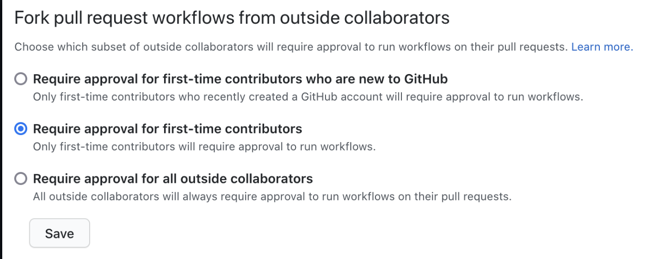 Fork pull request workflows from outside collaborators
Choose which subset of outside collaborators will require approval to run workflows on their pull requests. Learn more.
Require approval for first-time contributors who are new to GitHub
Only first-time contributors who recently created a GitHub account will require approval to run workflows.
Require approval for first-time contributors
Only first-time contributors will require approval to run workflows.
Require approval for all outside collaborators
All outside collaborators will always require approval to run workflows on their pull requests.
Save